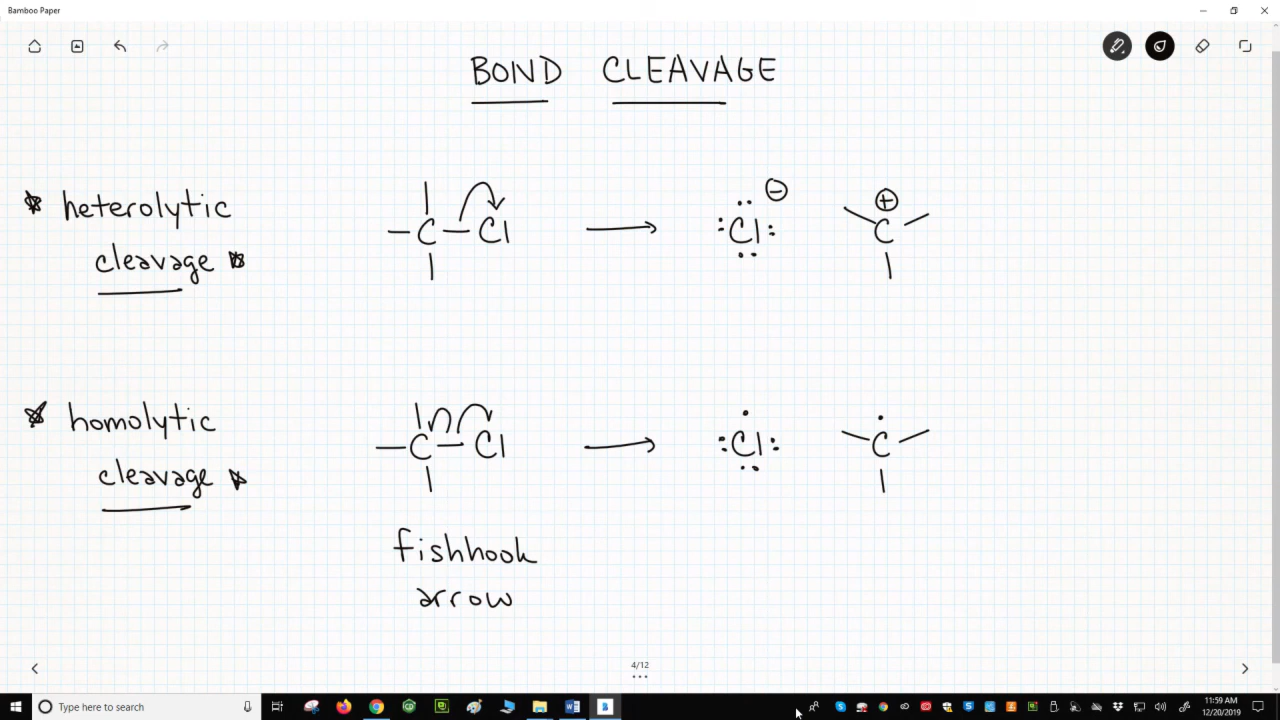 Bamboo Paper
BOND CLEAVAGE
heterolytic
cleavage
C Cl
Cl
C
homolytic
cleavage
C Cl
Cl
C
fishhook
arrow
4/12
Type here to search
11:59 AM
12/20/2019